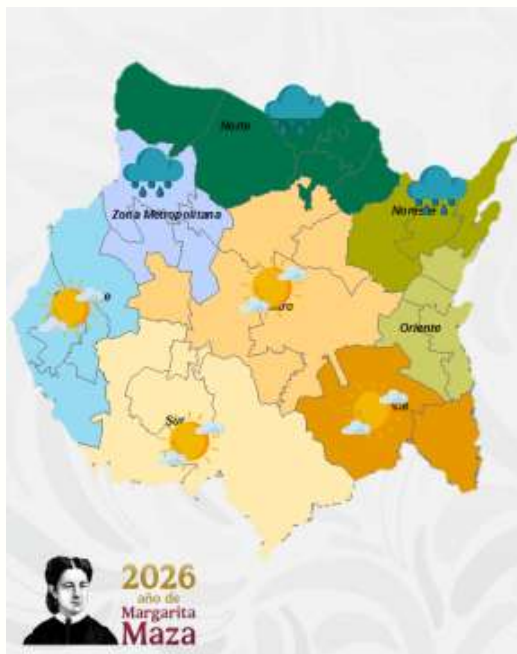 Norte
Zona Metropolitana
Noreste
Oriente
Sur
2026
año de
Margarita
Maza